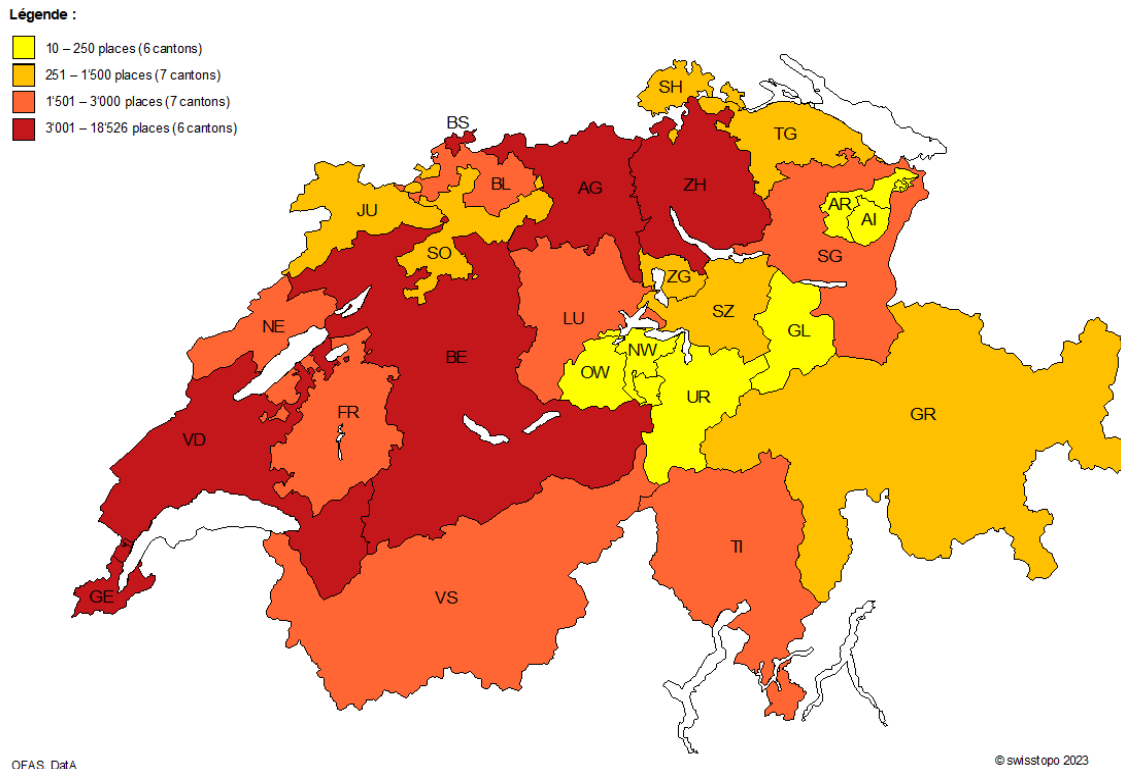 Légende :
10 – 250 places (6 cantons)
251 – 1'500 places (7 cantons)
1'501 – 3'000 places (7 cantons)
3'001 – 18'526 places (6 cantons)
SH
BS
TG
BL
AG
ZH
JU
AR
AI
SO
SG
ZG
SZ
NE
LU
GL
BE
NW
OW
UR
FR
GR
VD
TI
GE
VS
OFAS, DatA
© swisstopo 2023